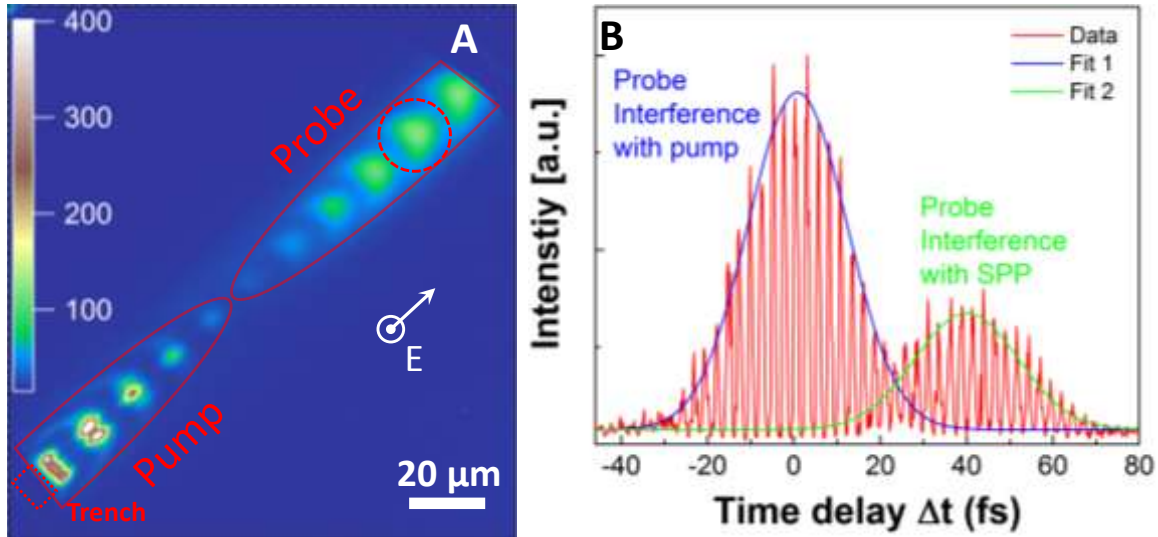 400
300
200
100
A
Probe
Pump
Trench
E
20 µm
B
Intenstiy [a.u.]
Probe
Interference
with pump
Probe
Interference
with SPP
Data
Fit 1
Fit 2
-40 -20 0 20 40 60 80
Time delay Δt (fs)